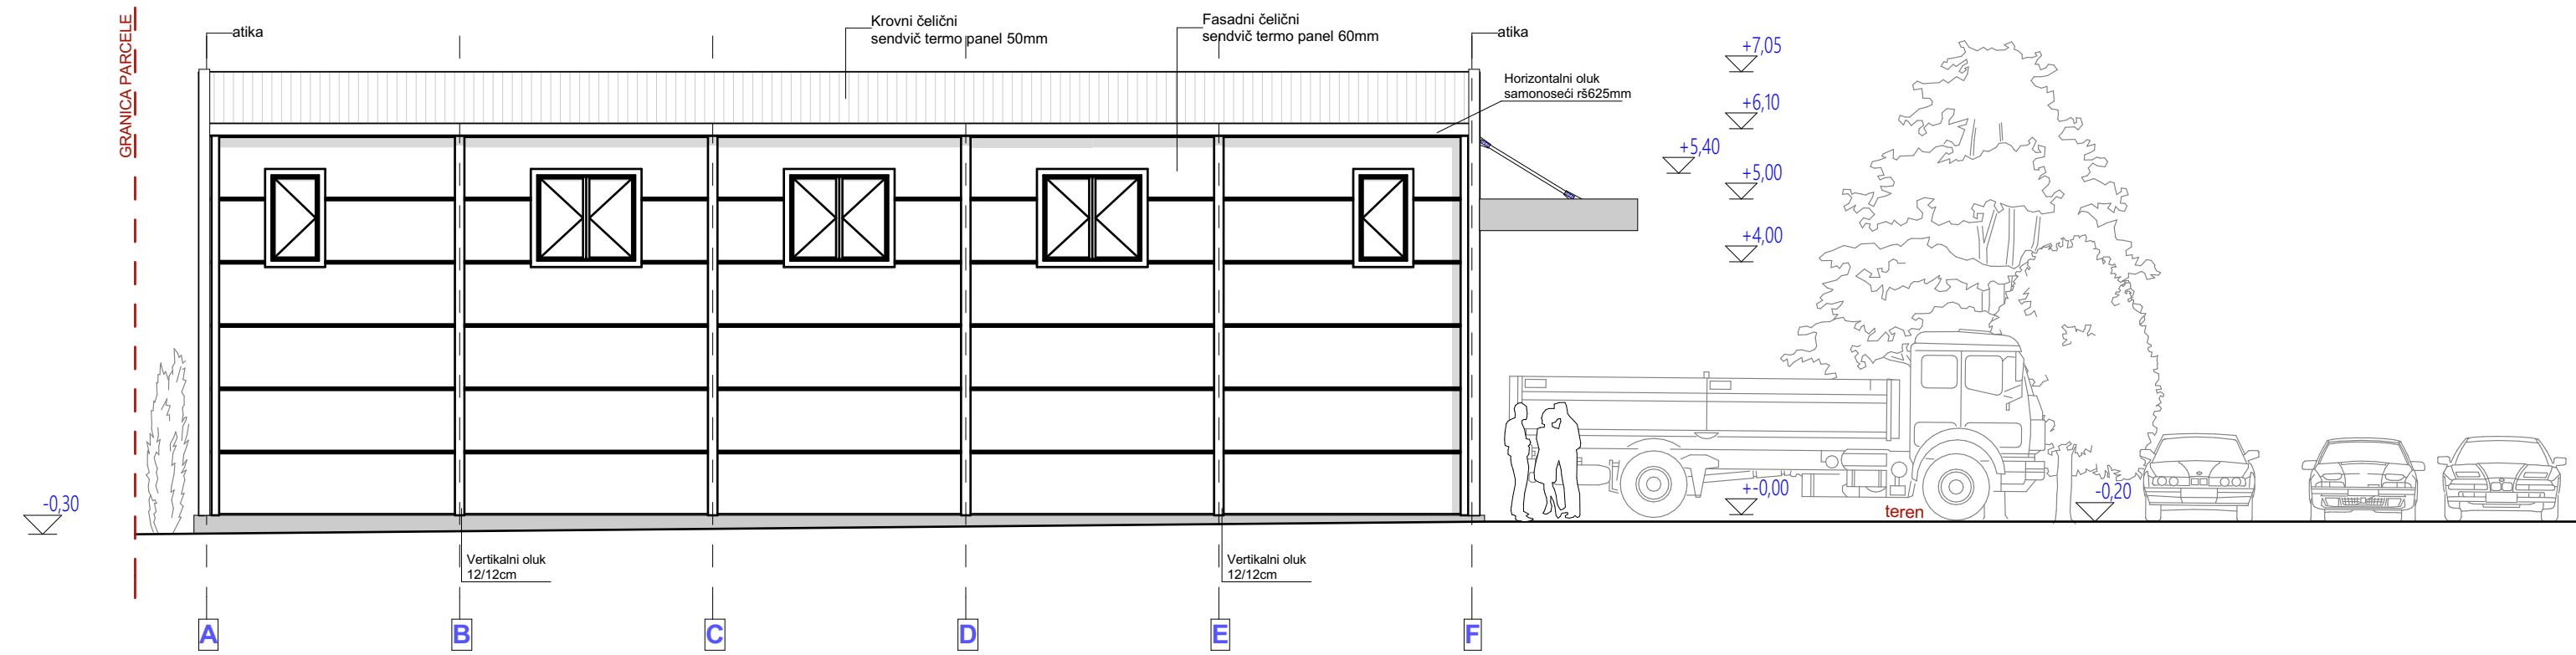 GRANICA PARCELE
atika
Krovni čelični
sendvič termo panel 50mm
Fasadni čelični
sendvič termo panel 60mm
atika
Horizontalni oluk
samonoseći rš625mm
+7,05
+6,10
+5,40
+5,00
+4,00
+-0,00
-0,20
teren
-0,30
Vertikalni oluk
12/12cm
Vertikalni oluk
12/12cm
A
B
C
D
E
F